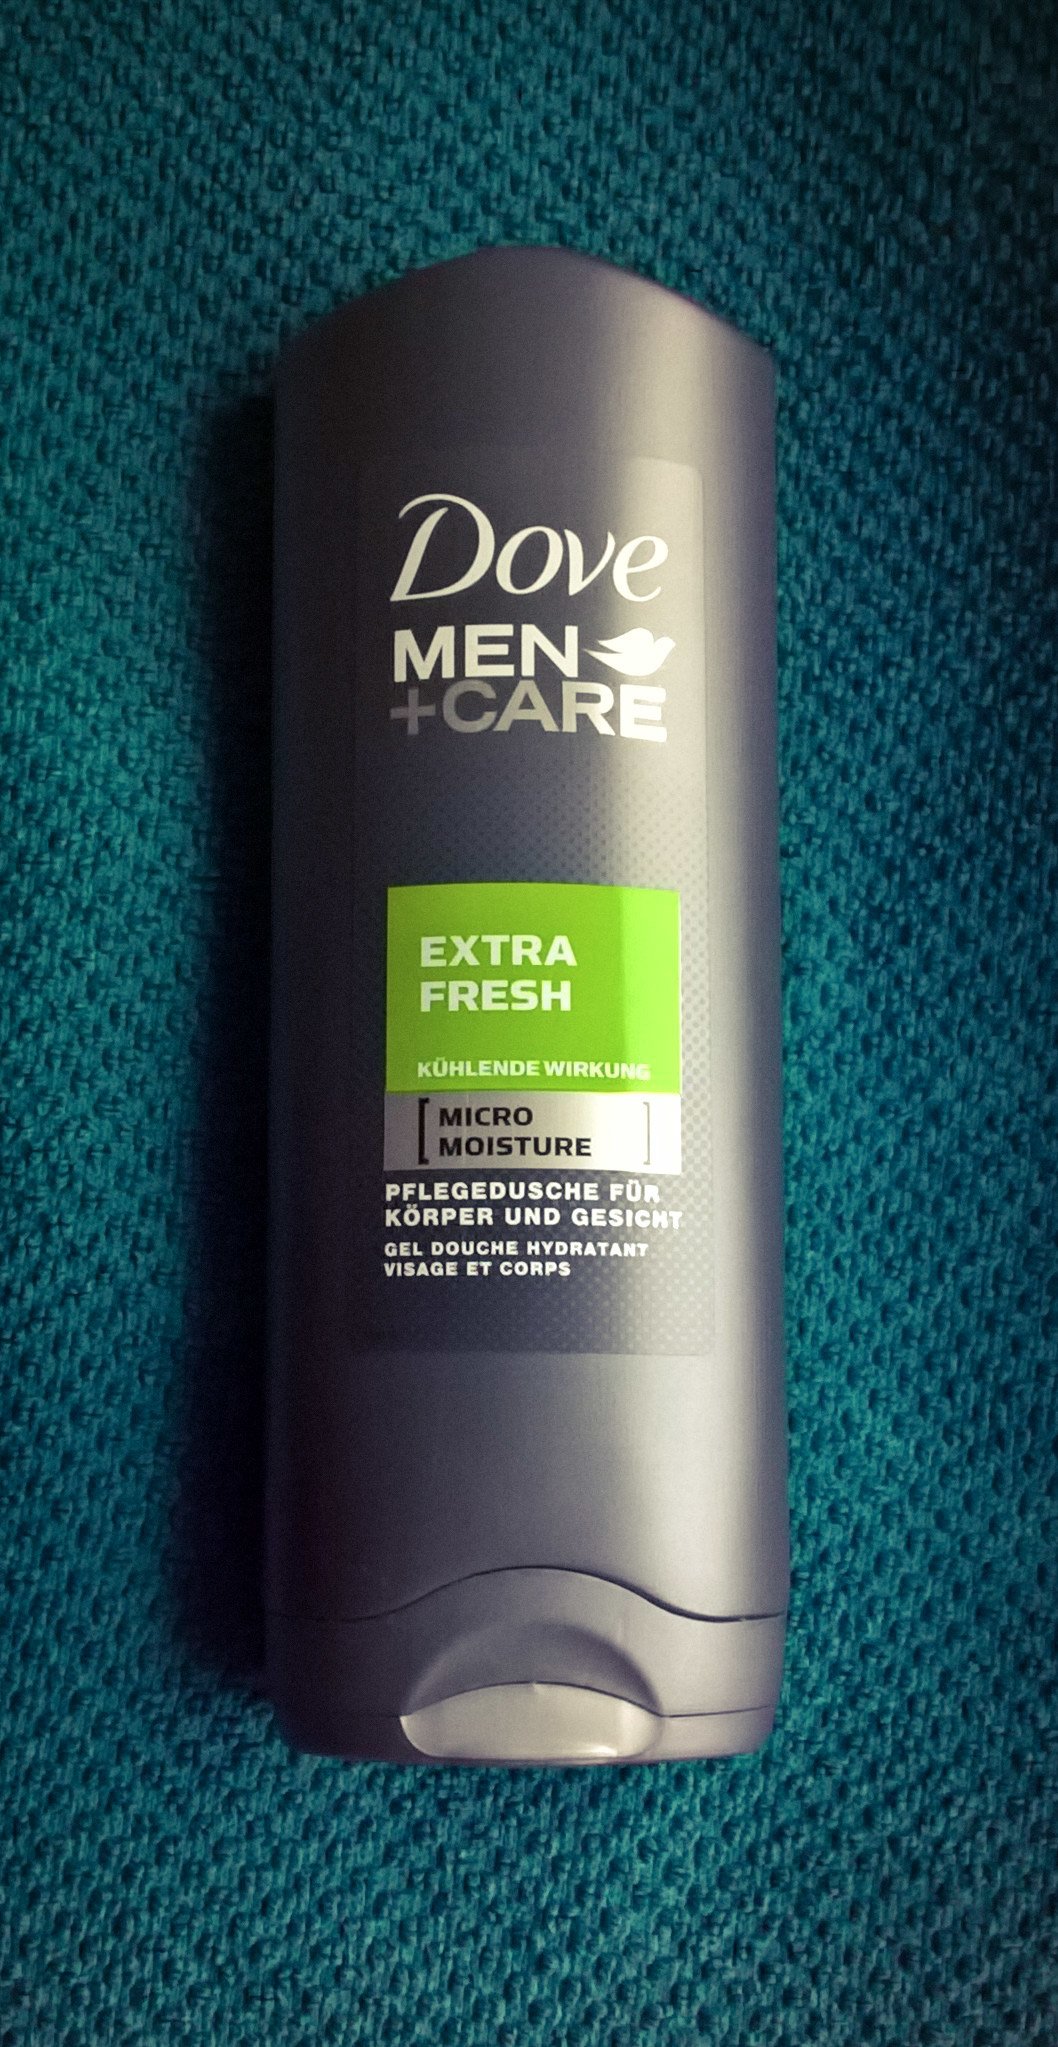 Dove
MEN
+CARE
EXTRA
FRESH
KÜHLENDE WIRKUNG
[ MICRO
MOISTURE ]
PFLEGEDUSCHE FÜR
KÖRPER UND GESICHT
GEL DOUCHE HYDRATANT
VISAGE ET CORPS